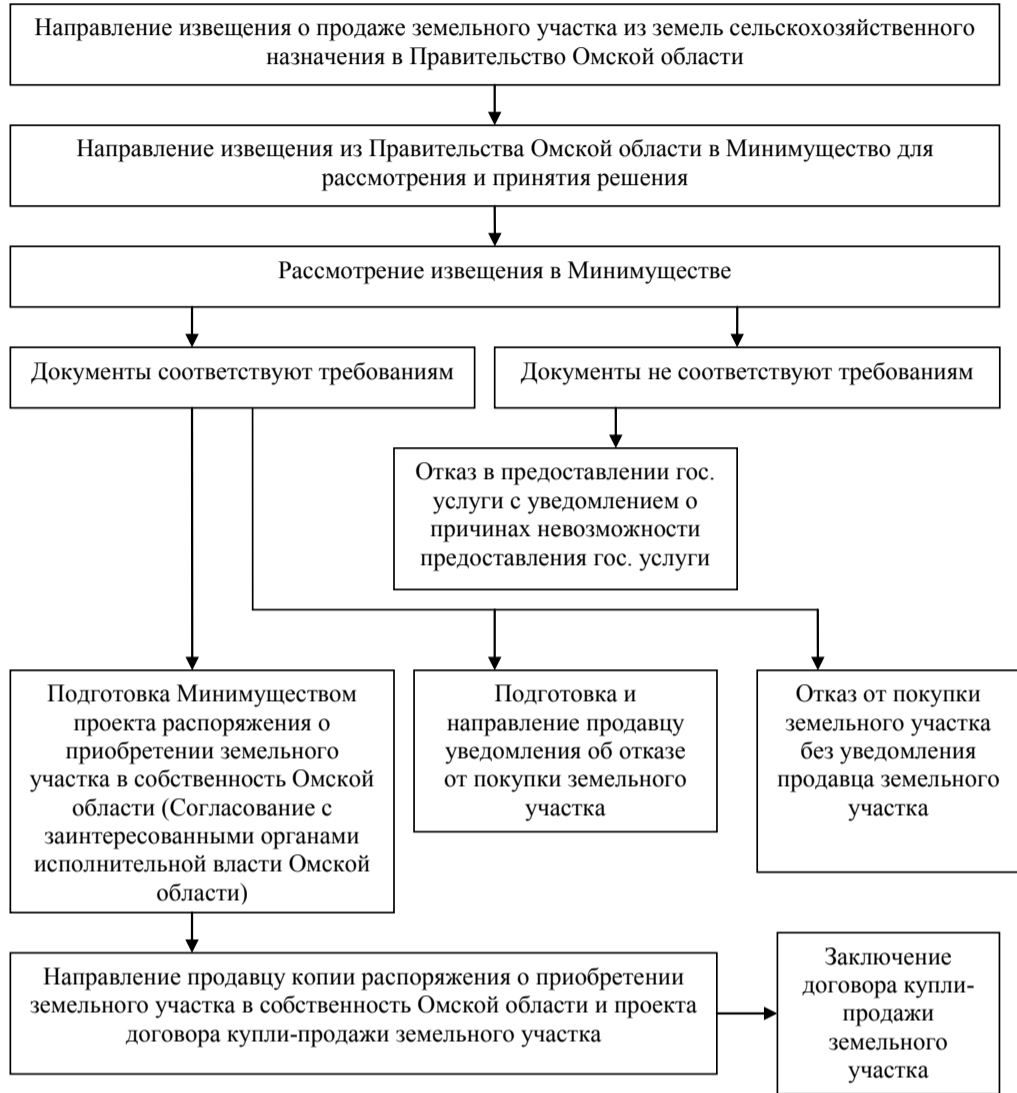 Направление извещения о продаже земельного участка из земель сельскохозяйственного
назначения в Правительство Омской области
Направление извещения из Правительства Омской области в Минимущество для
рассмотрения и принятия решения
Рассмотрение извещения в Минимуществе
Документы соответствуют требованиям
Документы не соответствуют требованиям
Отказ в предоставлении гос.
услуги с уведомлением о
причинах невозможности
предоставления гос. услуги
Подготовка Минимуществом
проекта распоряжения о
приобретении земельного
участка в собственность Омской
области (Согласование с
заинтересованными органами
исполнительной власти Омской
области)
Подготовка и
направление продавцу
уведомления об отказе
от покупки земельного
участка
Отказ от покупки
земельного участка
без уведомления
продавца земельного
участка
Направление продавцу копии распоряжения о приобретении
земельного участка в собственность Омской области и проекта
договора купли-продажи земельного участка
Заключение
договора купли-
продажи
земельного
участка